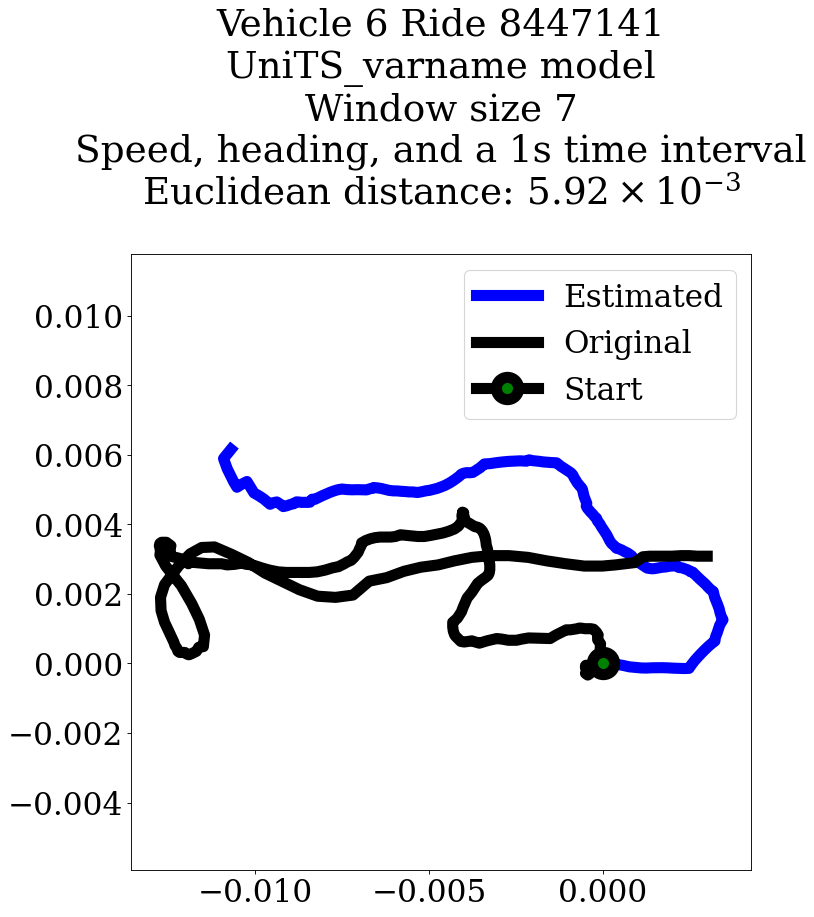 Vehicle 6 Ride 8447141
UniTS_varname model
Window size 7
Speed, heading, and a 1s time interval
Euclidean distance: 5.92 × 10⁻³
Estimated
Original
Start
0.010
0.008
0.006
0.004
0.002
0.000
−0.002
−0.004
−0.010 −0.005 0.000